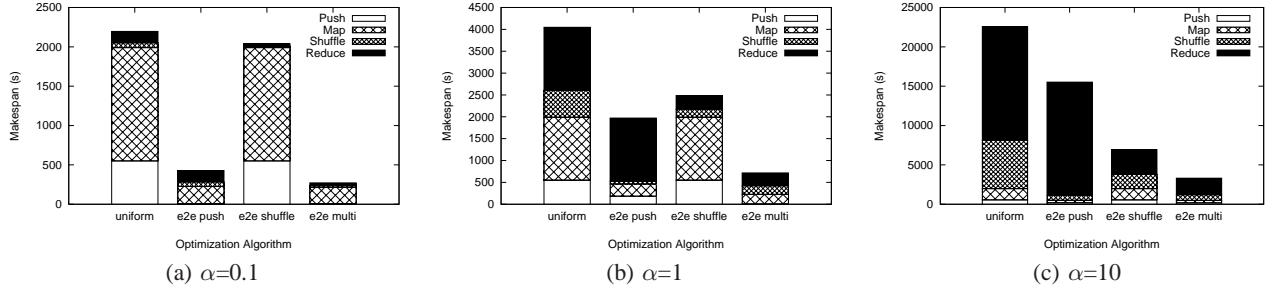 2500
2000
1500
1000
500
0
Makespan (s)
Push
Map
Shuffle
Reduce
uniform
e2e push
e2e shuffle
e2e multi
Optimization Algorithm
(a) α=0.1
4500
4000
3500
3000
2500
2000
1500
1000
500
0
Makespan (s)
Push
Map
Shuffle
Reduce
uniform
e2e push
e2e shuffle
e2e multi
Optimization Algorithm
(b) α=1
25000
20000
15000
10000
5000
0
Makespan (s)
Push
Map
Shuffle
Reduce
uniform
e2e push
e2e shuffle
e2e multi
Optimization Algorithm
(c) α=10